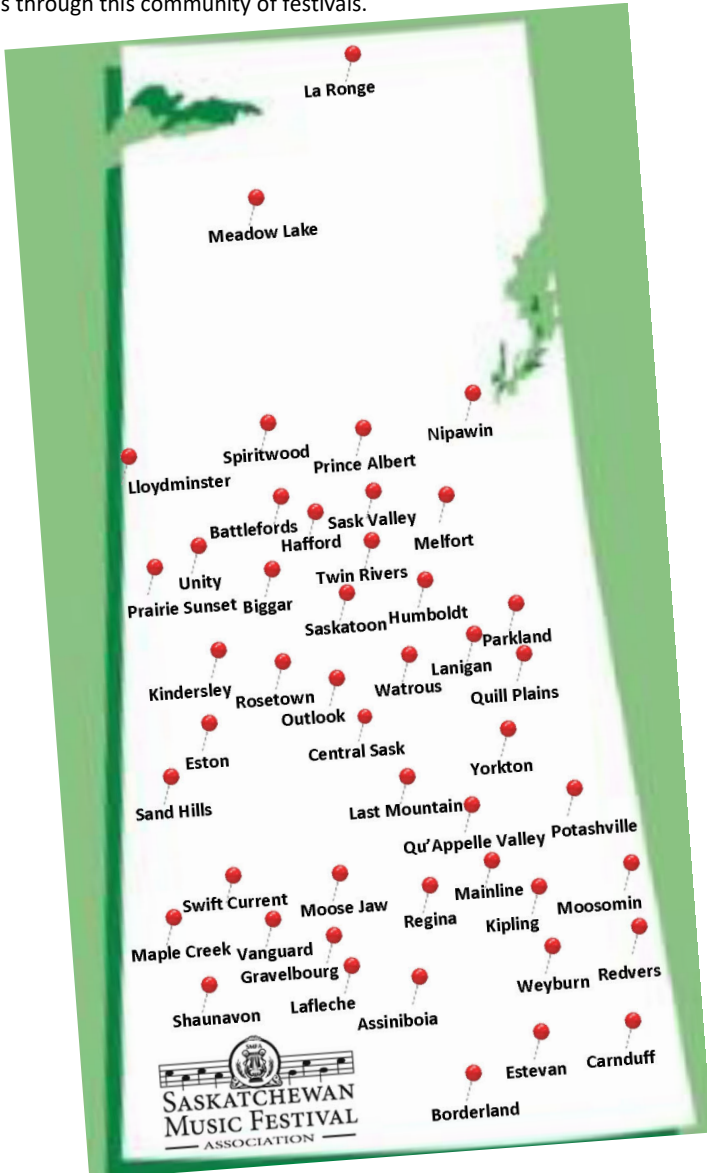 s through this community of festivals.
La Ronge
Meadow Lake
Nipawin
Spiritwood
Prince Albert
Lloydminster
Battlefords
Sask Valley
Hafford
Melfort
Unity
Twin Rivers
Prairie Sunset
Biggar
Saskatoon
Humboldt
Parkland
Lanigan
Kindersley
Rosetown
Watrous
Quill Plains
Outlook
Central Sask
Eston
Yorkton
Sand Hills
Last Mountain
Potashville
Qu'Appelle Valley
Swift Current
Moose Jaw
Mainline
Regina
Kipling
Moosomin
Maple Creek
Vanguard
Gravelbourg
Weyburn
Redvers
Lafleche
Shaunavon
Assiniboia
Estevan
Carnduff
Borderland
SASKATCHEWAN
MUSIC FESTIVAL
ASSOCIATION